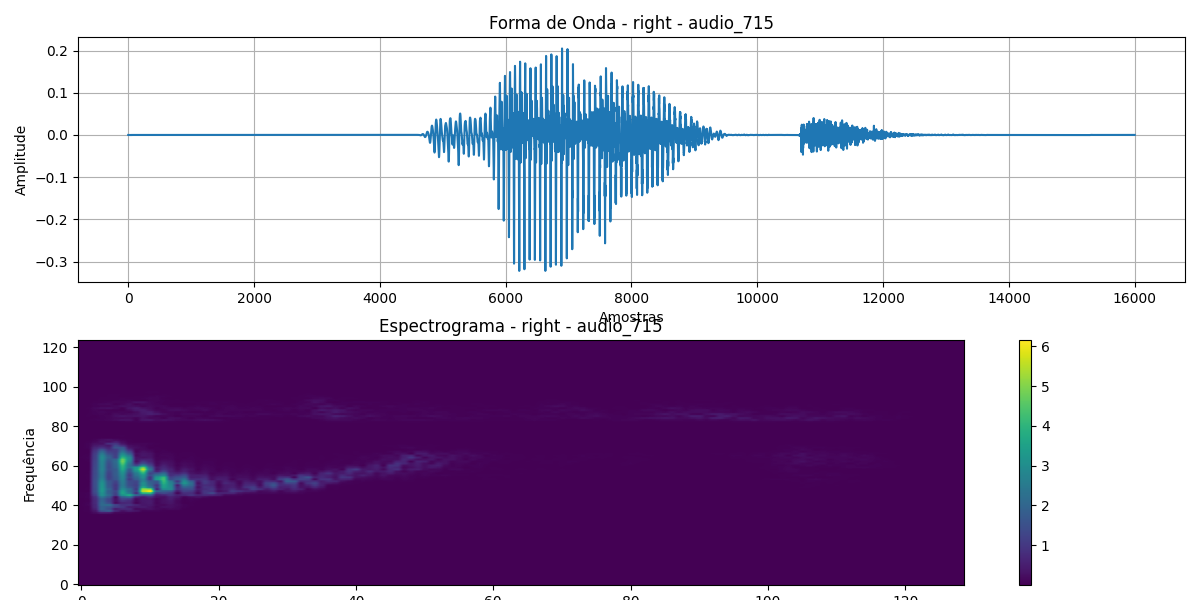 Forma de Onda - right - audio_715
0.2
0.1
0.0
−0.1
−0.2
−0.3
Amplitude
0 2000 4000 6000 8000 10000 12000 14000 16000
Amostras
Espectrograma - right - audio_715
120
100
80
60
40
20
0
Frequência
0 20 40 60 80 100 120
6
5
4
3
2
1